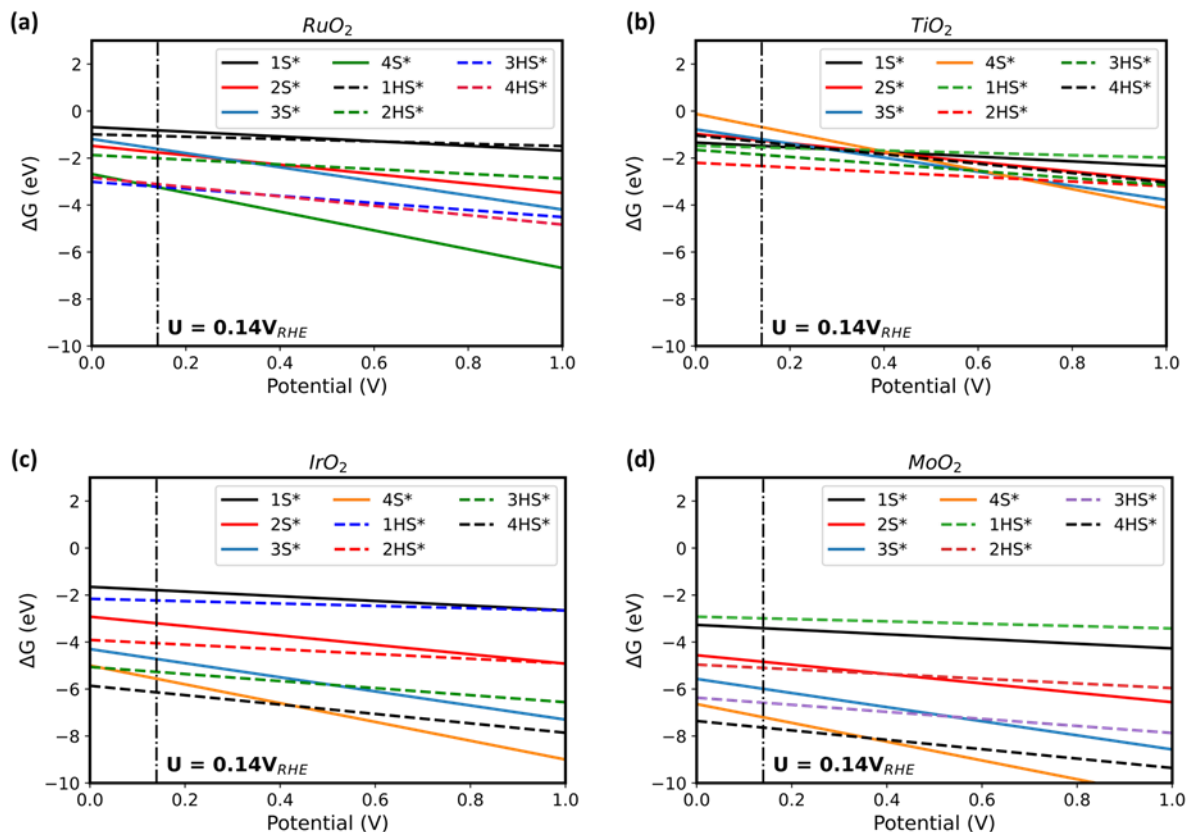 (a)
RuO2
2
0
−2
−4
−6
−8
−10
ΔG (eV)
1S*
2S*
3S*
4S*
1HS*
2HS*
3HS*
4HS*
U = 0.14V_RHE
0.0 0.2 0.4 0.6 0.8 1.0
Potential (V)
(b)
TiO2
2
0
−2
−4
−6
−8
−10
ΔG (eV)
1S*
2S*
3S*
4S*
1HS*
2HS*
3HS*
4HS*
U = 0.14V_RHE
0.0 0.2 0.4 0.6 0.8 1.0
Potential (V)
(c)
IrO2
2
0
−2
−4
−6
−8
−10
ΔG (eV)
1S*
2S*
3S*
4S*
1HS*
2HS*
3HS*
4HS*
U = 0.14V_RHE
0.0 0.2 0.4 0.6 0.8 1.0
Potential (V)
(d)
MoO2
2
0
−2
−4
−6
−8
−10
ΔG (eV)
1S*
2S*
3S*
4S*
1HS*
2HS*
3HS*
4HS*
U = 0.14V_RHE
0.0 0.2 0.4 0.6 0.8 1.0
Potential (V)